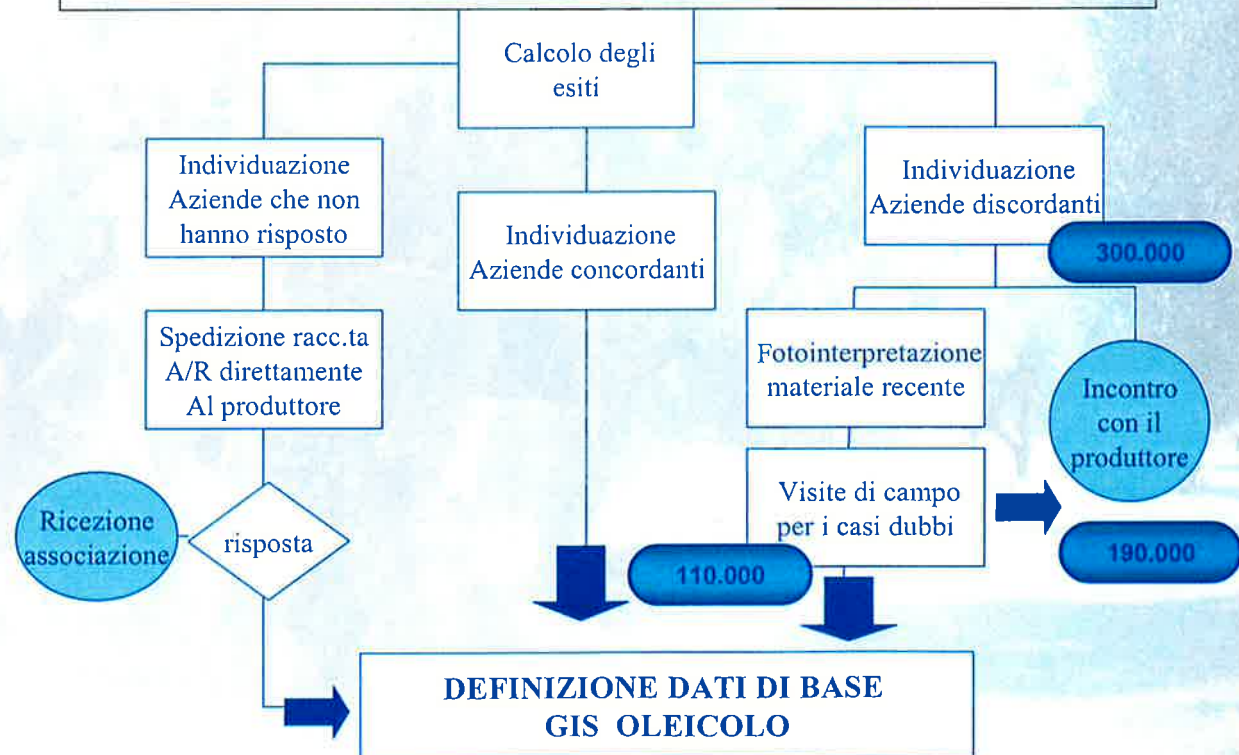 Calcolo degli
esiti
Individuazione
Aziende che non
hanno risposto
Individuazione
Aziende concordanti
Individuazione
Aziende discordanti
300.000
Spedizione racc.ta
A/R direttamente
Al produttore
Fotointerpretazione
materiale recente
Incontro
con il
produttore
Ricezione
associazione
risposta
Visite di campo
per i casi dubbi
110.000
190.000
DEFINIZIONE DATI DI BASE
GIS OLEICOLO